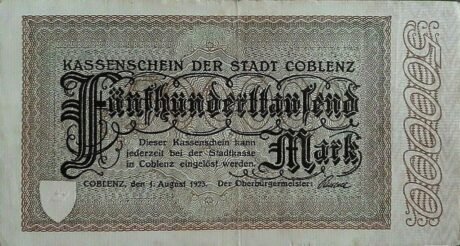 KASSENSCHEIN DER STADT COBLENZ
Fünfhunderttausend
Mark
Dieser Kassenschein kann
jederzeit bei der Stadtkasse
in Coblenz eingelöst werden.
COBLENZ, den 1. August 1923. Der Oberbürgermeister:
500000